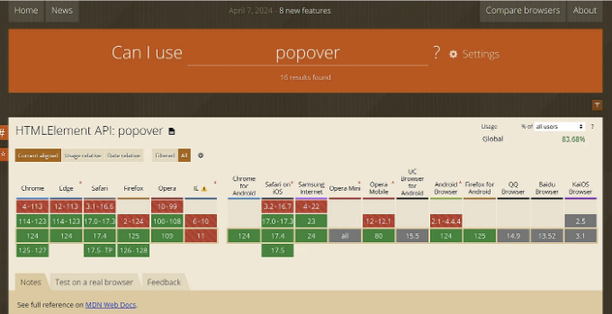 Home News April 7, 2024 - 8 new features Compare browsers About
Can I use popover ? Settings
16 results found
#
HTMLElement API: popover
Usage % of all users ?
Global 83.68%
Current aligned Usage relative Date relative Filtered All
Chrome Edge Safari Firefox Opera IE Chrome for Android Safari on iOS Samsung Internet Opera Mini Opera Mobile UC Browser for Android Android Browser Firefox for Android QQ Browser Baidu Browser KaiOS Browser
4-113 12-113 3.1-16.6 10-99 3.2-16.7 4-22
114-123 114-123 17.0-17.3 2-124 100-108 6-10 17.0-17.3 23 12-12.1 2.1-4.4.4 2.5
124 124 17.4 125 109 11 124 17.4 24 all 80 15.5 124 125 14.9 13.52 3.1
125-127 17.5-TP 126-128 17.5
Notes Test on a real browser Feedback
See full reference on MDN Web Docs.